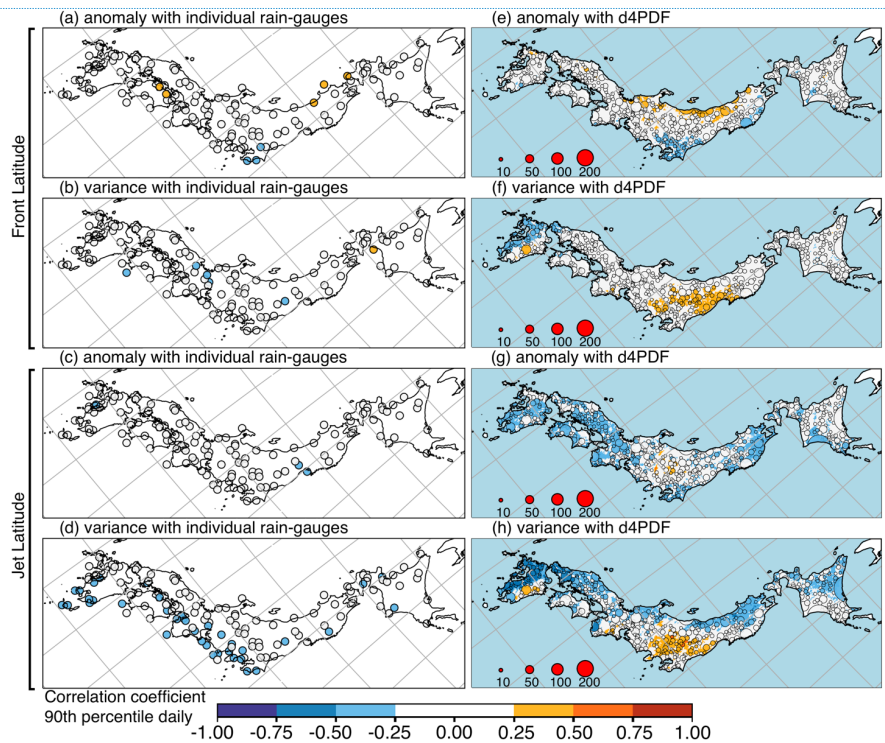 (a) anomaly with individual rain-gauges
(e) anomaly with d4PDF
10 50 100 200
(b) variance with individual rain-gauges
(f) variance with d4PDF
10 50 100 200
Front Latitude
(c) anomaly with individual rain-gauges
(g) anomaly with d4PDF
10 50 100 200
(d) variance with individual rain-gauges
(h) variance with d4PDF
10 50 100 200
Jet Latitude
Correlation coefficient
90th percentile daily
-1.00 -0.75 -0.50 -0.25 0.00 0.25 0.50 0.75 1.00